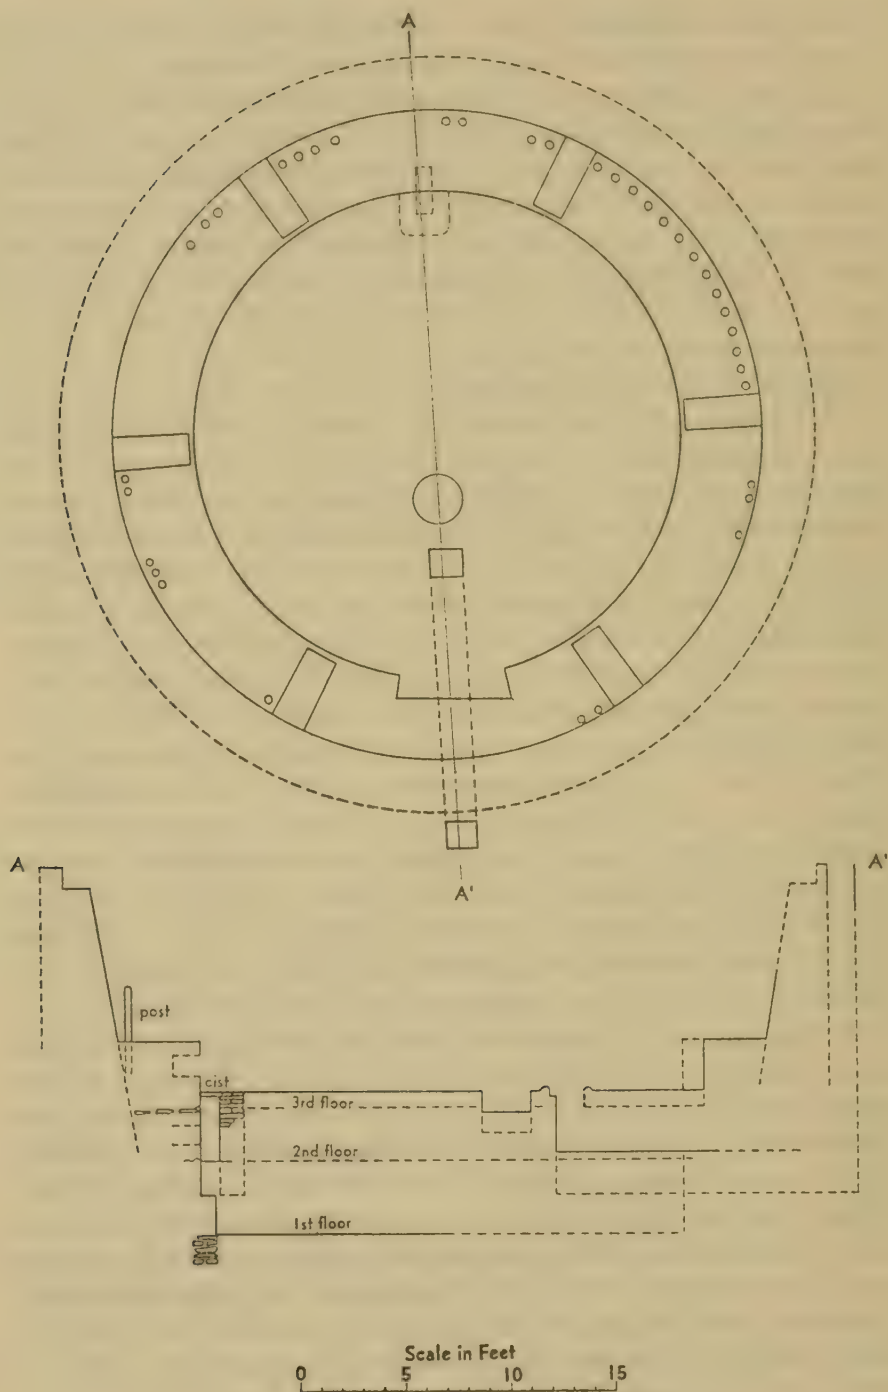 A
A'
A
A'
post
cist
3rd floor
2nd floor
1st floor
Scale in Feet
0 5 10 15